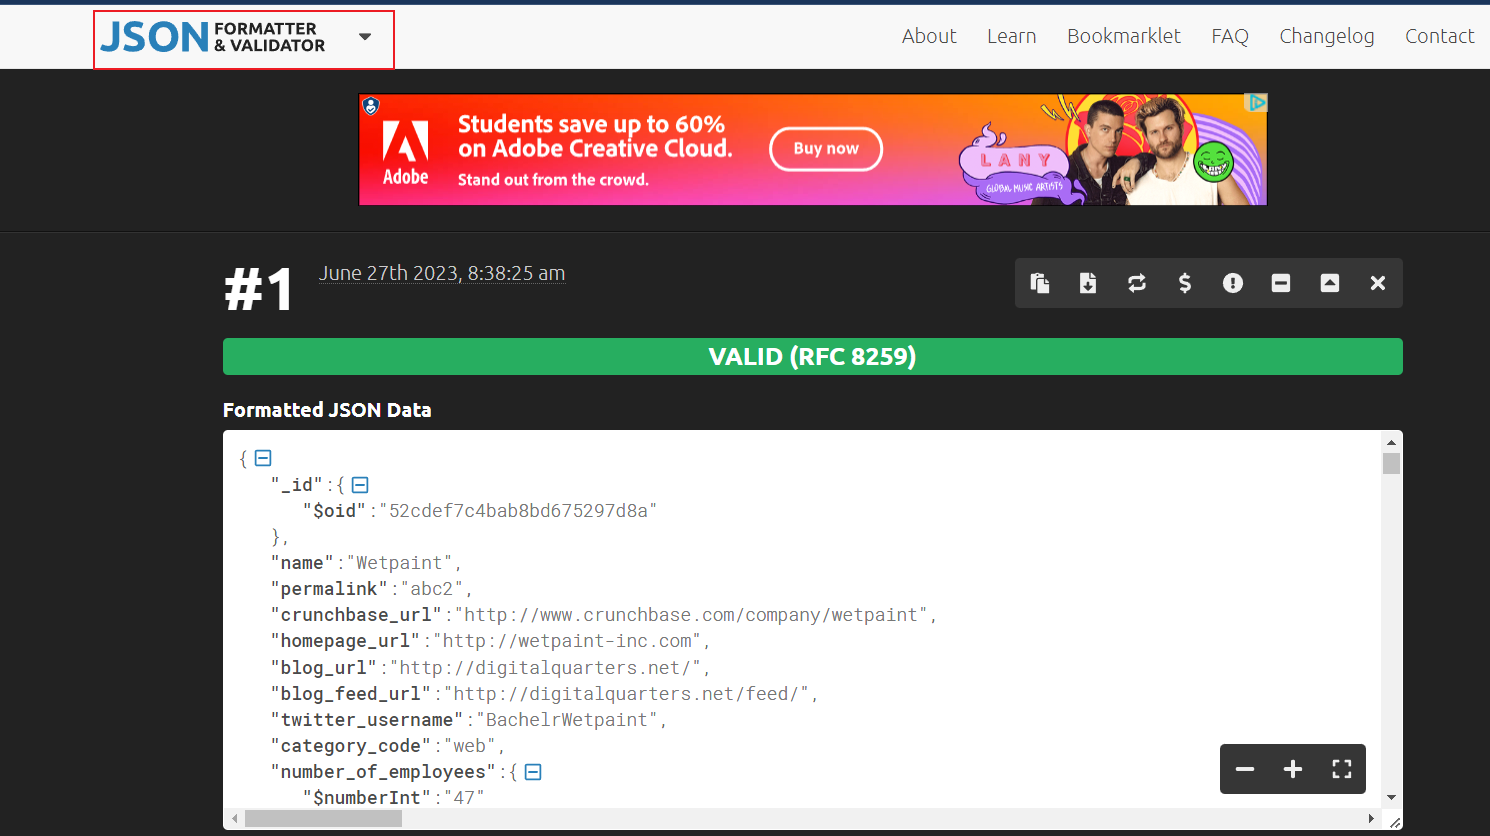 JSON FORMATTER & VALIDATOR
About Learn Bookmarklet FAQ Changelog Contact
Adobe
Students save up to 60%
on Adobe Creative Cloud.
Stand out from the crowd.
Buy now
LANY
GLOBAL MUSIC ARTISTS
#1 June 27th 2023, 8:38:25 am
VALID (RFC 8259)
Formatted JSON Data
{
"_id":{
"$oid":"52cdef7c4bab8bd675297d8a"
},
"name":"Wetpaint",
"permalink":"abc2",
"crunchbase_url":"http://www.crunchbase.com/company/wetpaint",
"homepage_url":"http://wetpaint-inc.com",
"blog_url":"http://digitalquarters.net/",
"blog_feed_url":"http://digitalquarters.net/feed/",
"twitter_username":"BachelrWetpaint",
"category_code":"web",
"number_of_employees":{
"$numberInt":"47"